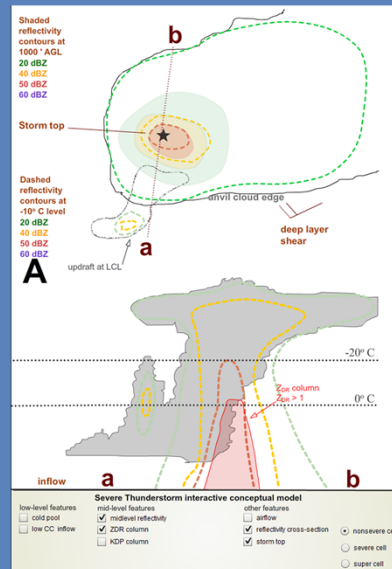 Shaded
reflectivity
contours at
1000 ' AGL
20 dBZ
40 dBZ
50 dBZ
60 dBZ
b
Storm top
Dashed
reflectivity
contours at
-10° C level
20 dBZ
40 dBZ
50 dBZ
60 dBZ
anvil cloud edge
deep layer
shear
a
updraft at LCL
A
-20° C
ZDR column
ZDR > 1
0° C
inflow
a
b
Severe Thunderstorm interactive conceptual model
low-level features
mid-level features
other features
cold pool
midlevel reflectivity
airflow
low CC inflow
ZDR column
reflectivity cross-section
nonsevere ce
KDP column
storm top
severe cell
super cell